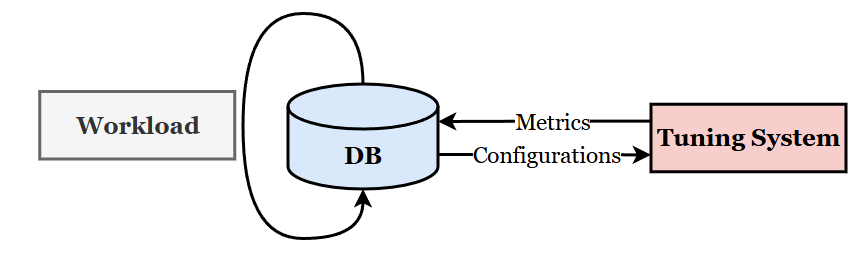 Workload
DB
Metrics
Configurations
Tuning System